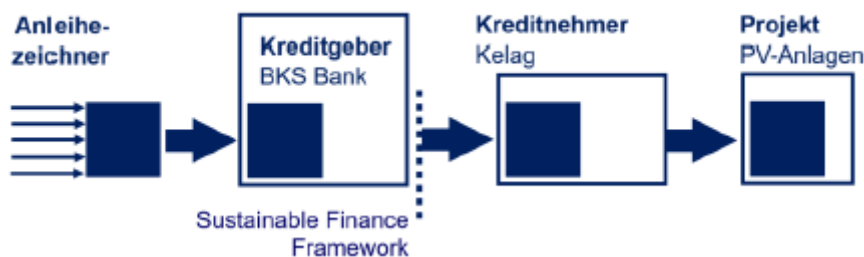 Anleihe-
zeichner
Kreditgeber
BKS Bank
Sustainable Finance
Framework
Kreditnehmer
Kelag
Projekt
PV-Anlagen